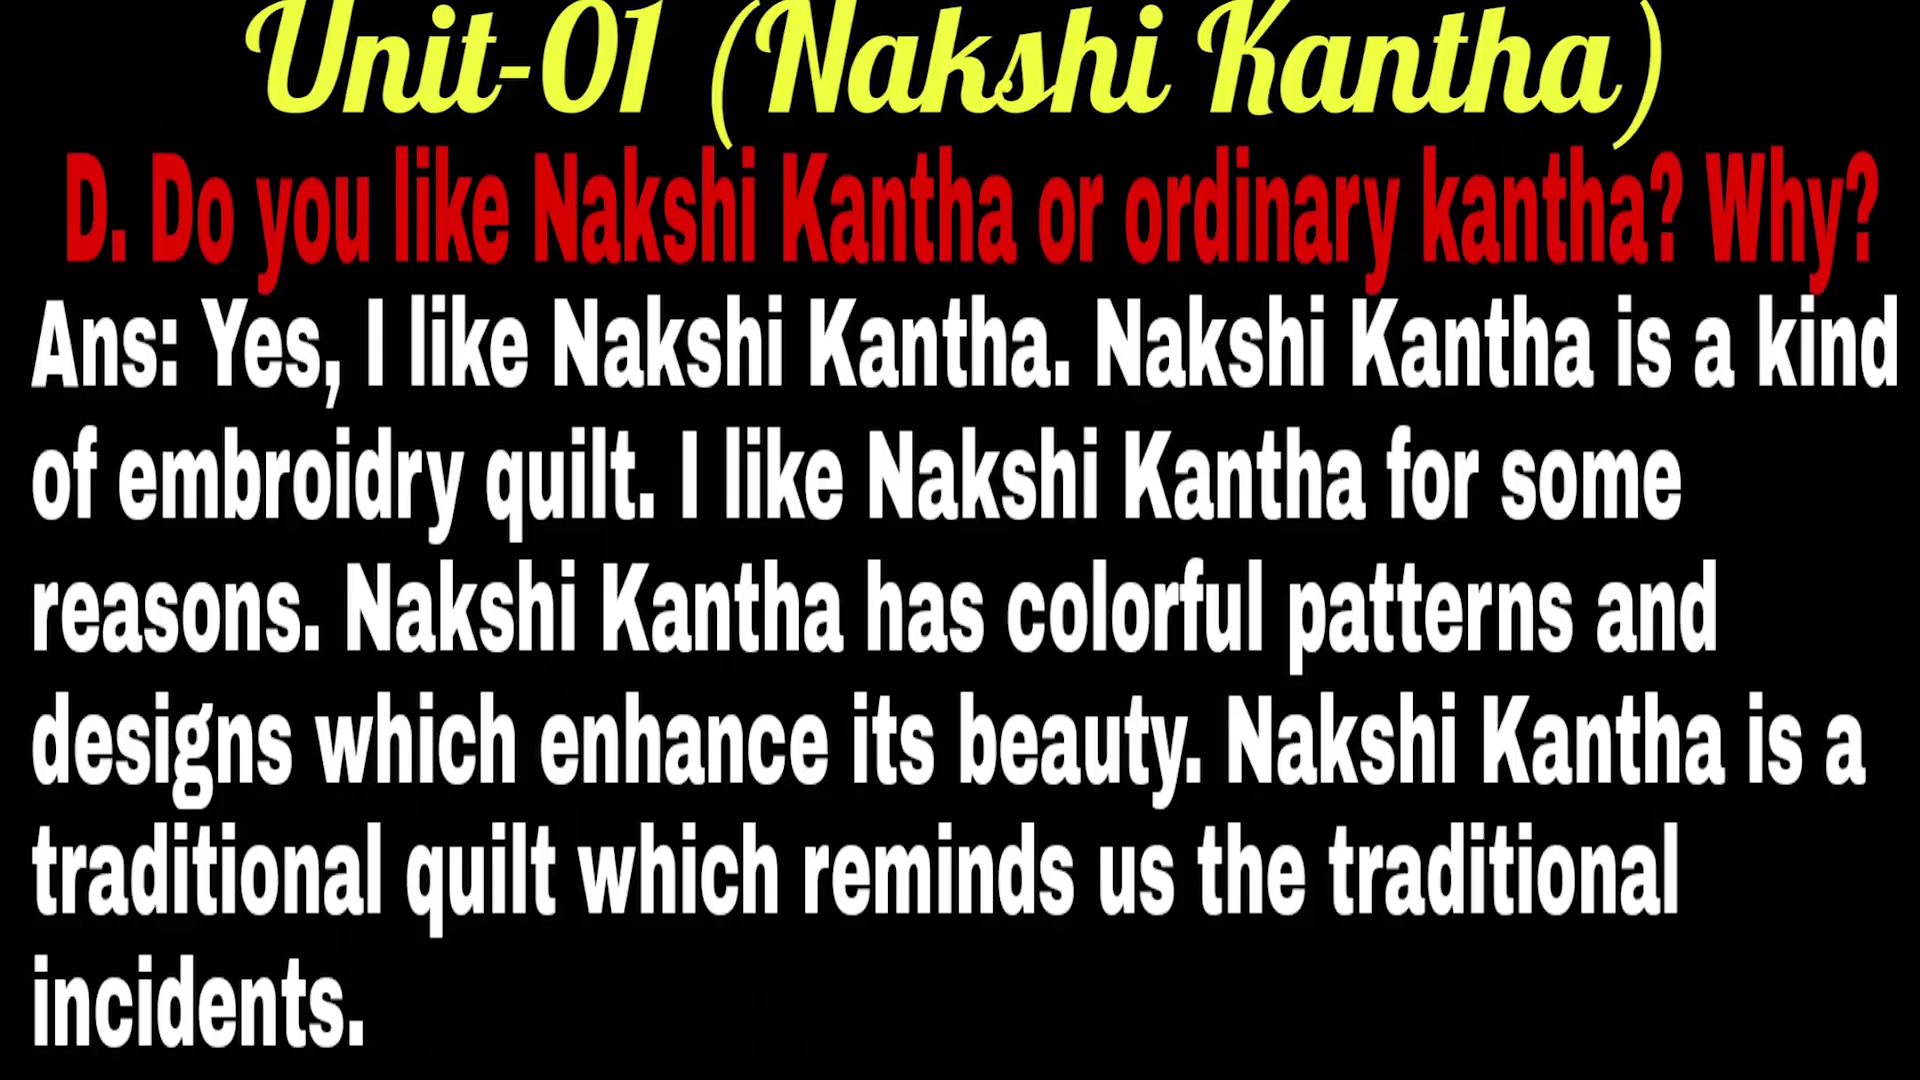 Unit-01 (Nakshi Kantha)
D. Do you like Nakshi Kantha or ordinary kantha? Why?
Ans: Yes, I like Nakshi Kantha. Nakshi Kantha is a kind
of embroidry quilt. I like Nakshi Kantha for some
reasons. Nakshi Kantha has colorful patterns and
designs which enhance its beauty. Nakshi Kantha is a
traditional quilt which reminds us the traditional
incidents.